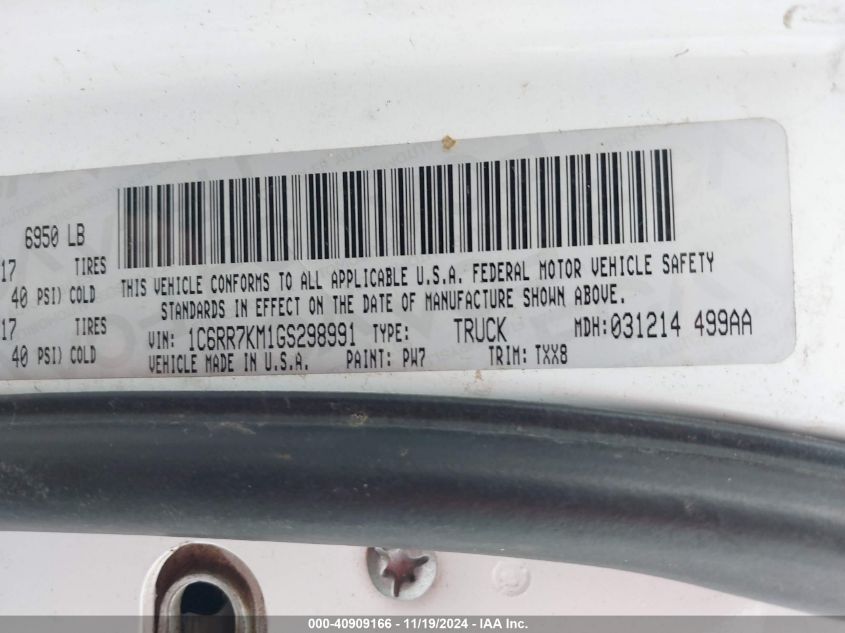 6950 LB
17 TIRES
40 PSI) COLD
17 TIRES
40 PSI) COLD
THIS VEHICLE CONFORMS TO ALL APPLICABLE U.S.A. FEDERAL MOTOR VEHICLE SAFETY
STANDARDS IN EFFECT ON THE DATE OF MANUFACTURE SHOWN ABOVE.
VIN: 1C6RR7KM1GS298991 TYPE: TRUCK MDH: 031214 499AA
VEHICLE MADE IN U.S.A. PAINT: PW7 TRIM: TXX8
000-40909166 - 11/19/2024 - IAA Inc.